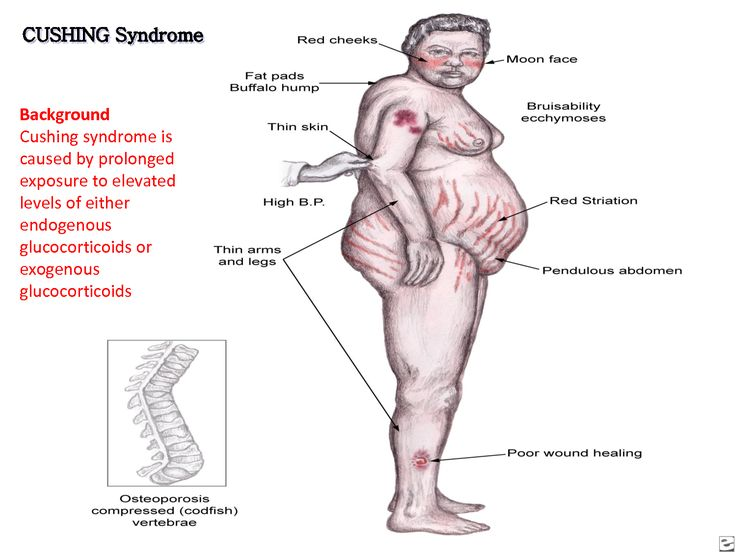 CUSHING Syndrome
Red cheeks
Moon face
Fat pads
Buffalo hump
Bruisability
ecchymoses
Background
Cushing syndrome is
caused by prolonged
exposure to elevated
levels of either
endogenous
glucocorticoids or
exogenous
glucocorticoids
Thin skin
High B.P.
Red Striation
Thin arms
and legs
Pendulous abdomen
Poor wound healing
Osteoporosis
compressed (codfish)
vertebrae